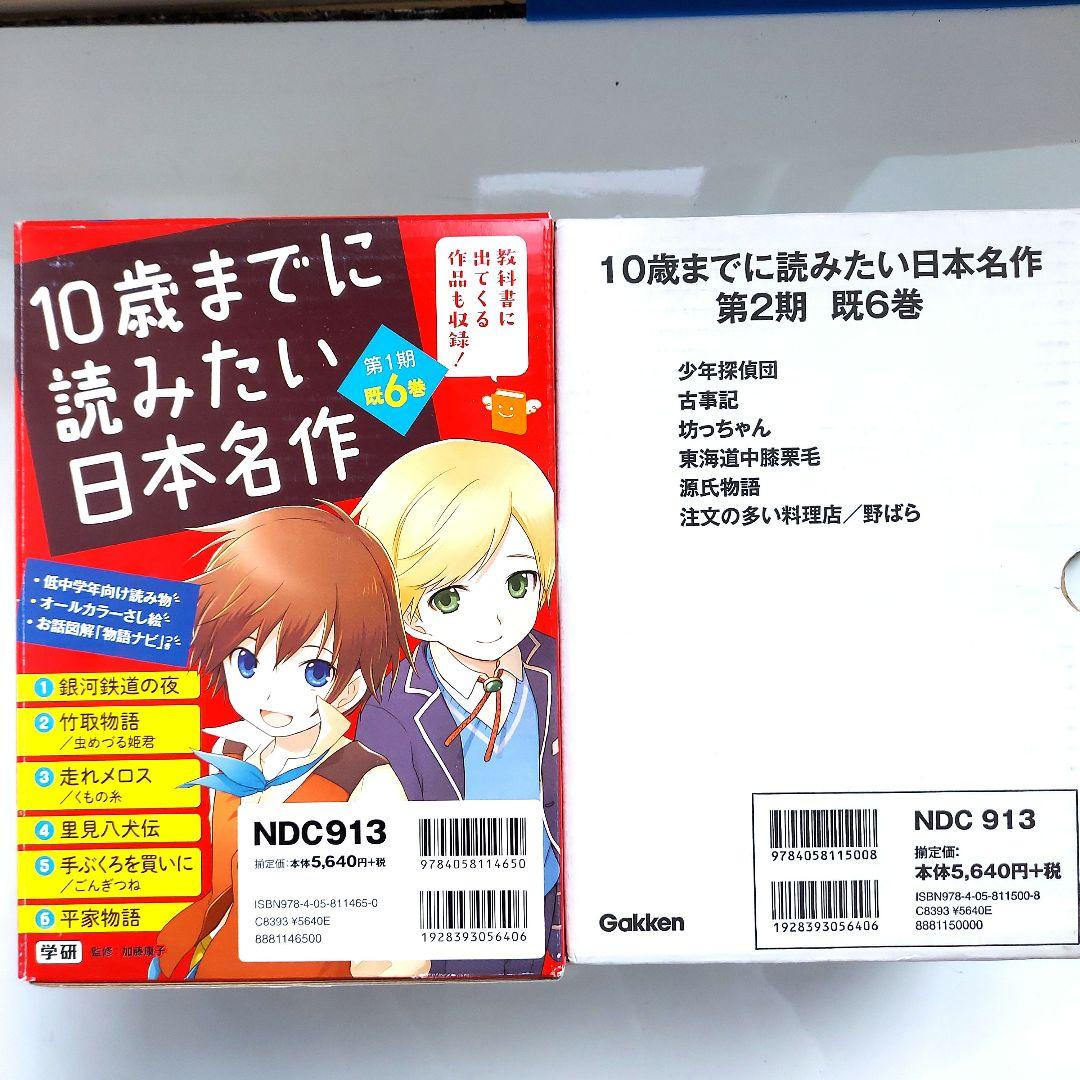 10歳までに
読みたい
日本名作
第1期
既6巻
教科書に
出てくる
作品も収録！
・低中学年向け読み物
・オールカラーさし絵
・お話図解「物語ナビ」つき
1 銀河鉄道の夜
2 竹取物語
／虫めづる姫君
3 走れメロス
／くもの糸
4 里見八犬伝
5 手ぶくろを買いに
／ごんぎつね
6 平家物語
学研 監修：加藤康子
NDC913
揃定価：本体5,640円+税
ISBN978-4-05-811465-0
C8393 ¥5640E
8881146500
9784058114650
1928393056406
10歳までに読みたい日本名作
第2期 既6巻
少年探偵団
古事記
坊っちゃん
東海道中膝栗毛
源氏物語
注文の多い料理店／野ばら
Gakken
9784058115008
1928393056406
NDC 913
揃定価：
本体5,640円+税
ISBN978-4-05-811500-8
C8393 ¥5640E
8881150000